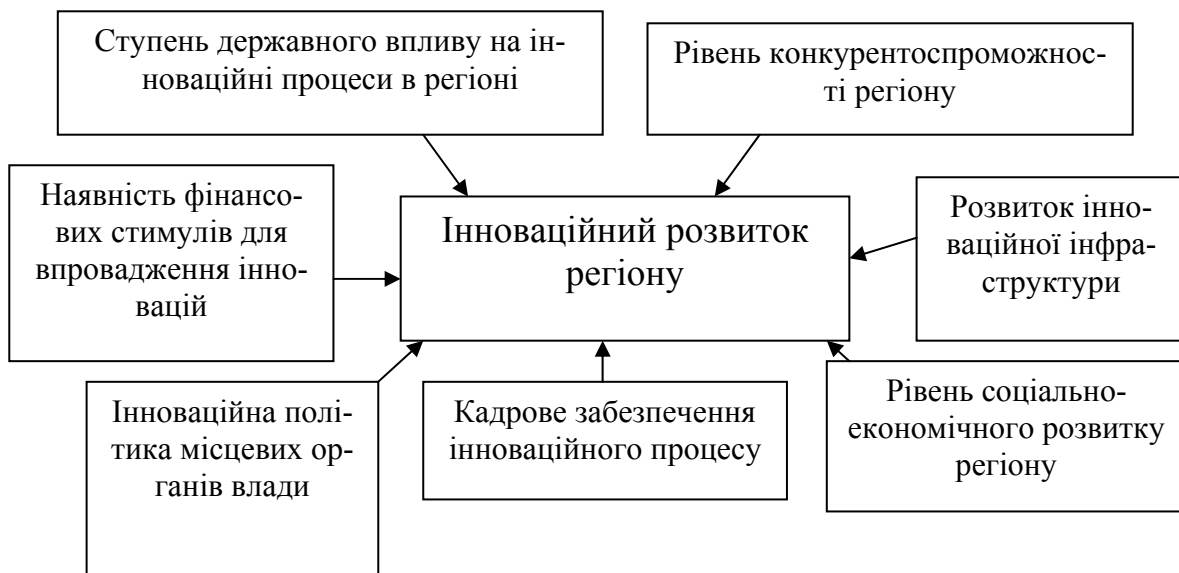 Ступень державного впливу на ін-
новаційні процеси в регіоні
Рівень конкурентоспроможнос-
ті регіону
Наявність фінансо-
вих стимулів для
впровадження інно-
вацій
Інноваційний розвиток
регіону
Розвиток інно-
ваційної інфра-
структури
Інноваційна полі-
тика місцевих ор-
ганів влади
Кадрове забезпечення
інноваційного процесу
Рівень соціально-
економічного розвитку
регіону